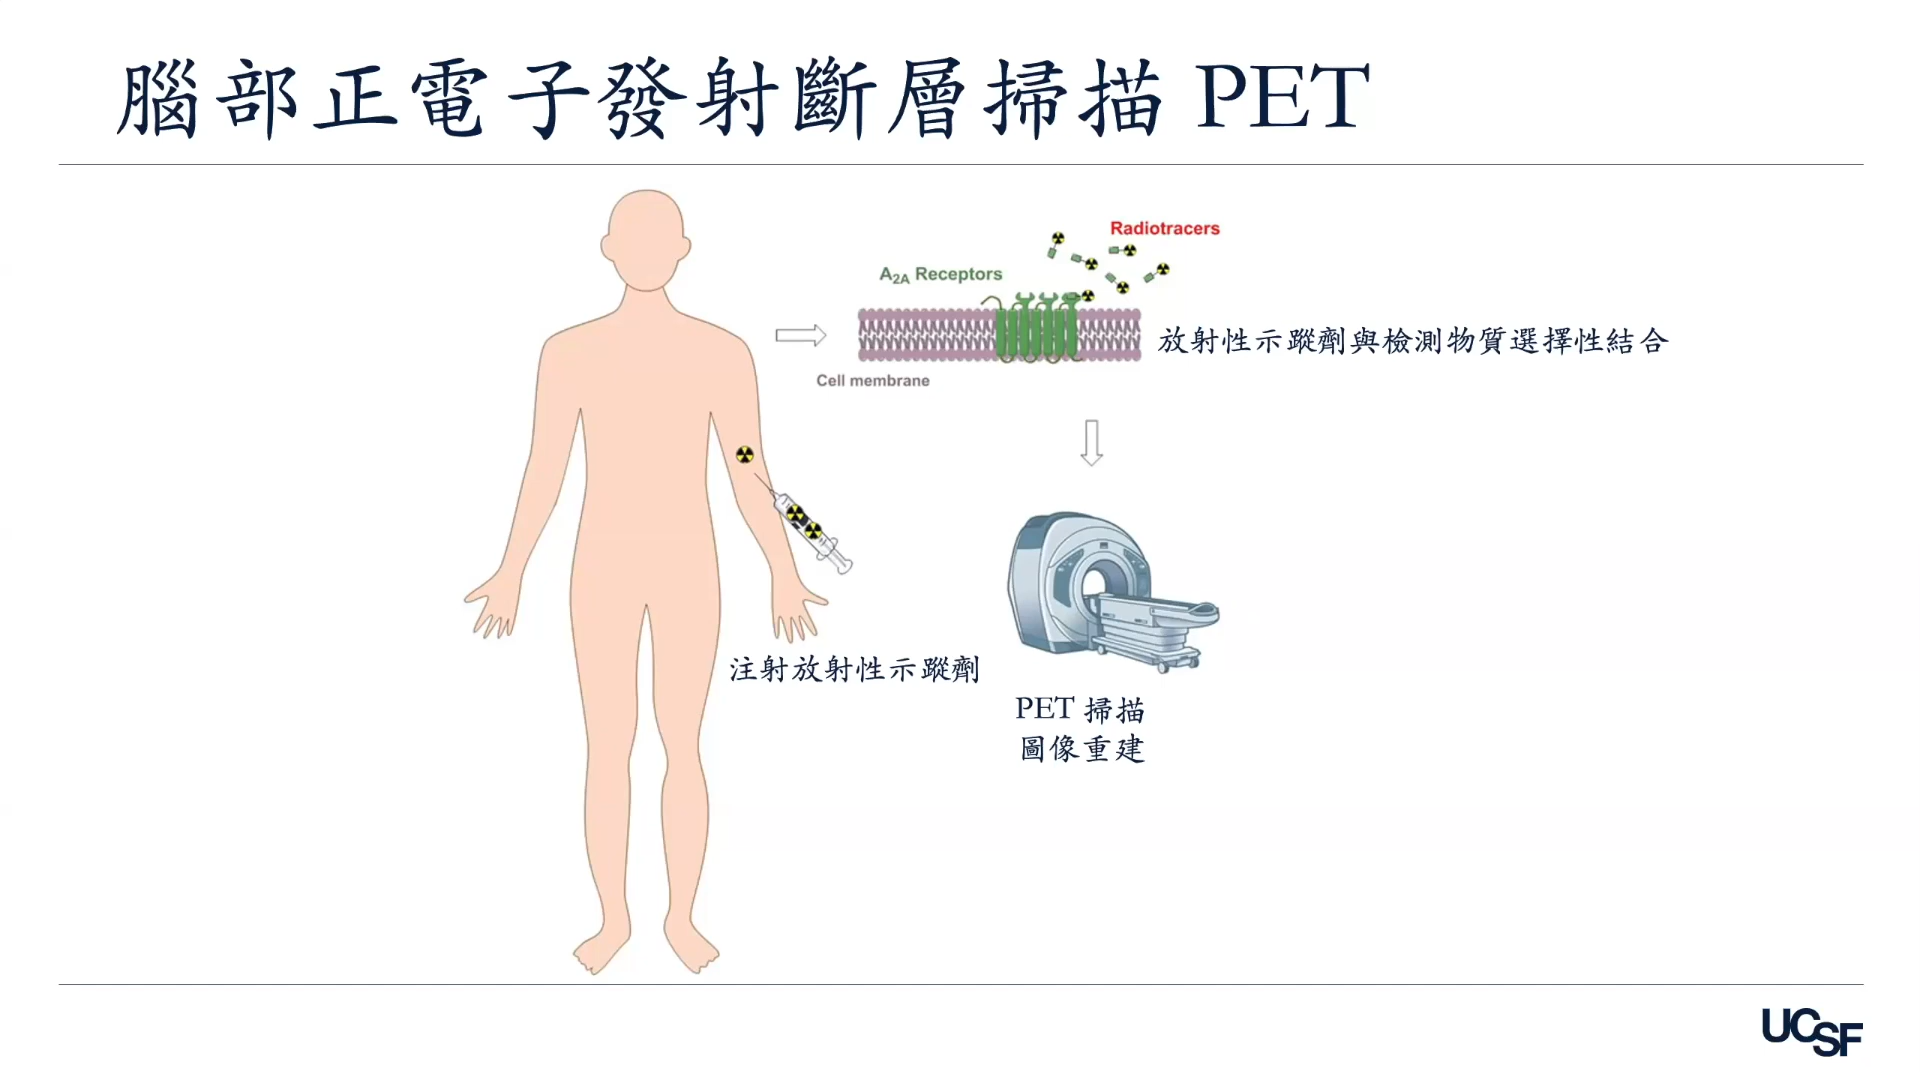 腦部正電子發射斷層掃描 PET
Radiotracers
A2A Receptors
放射性示蹤劑與檢測物質選擇性結合
Cell membrane
注射放射性示蹤劑
PET 掃描
圖像重建
UCSF